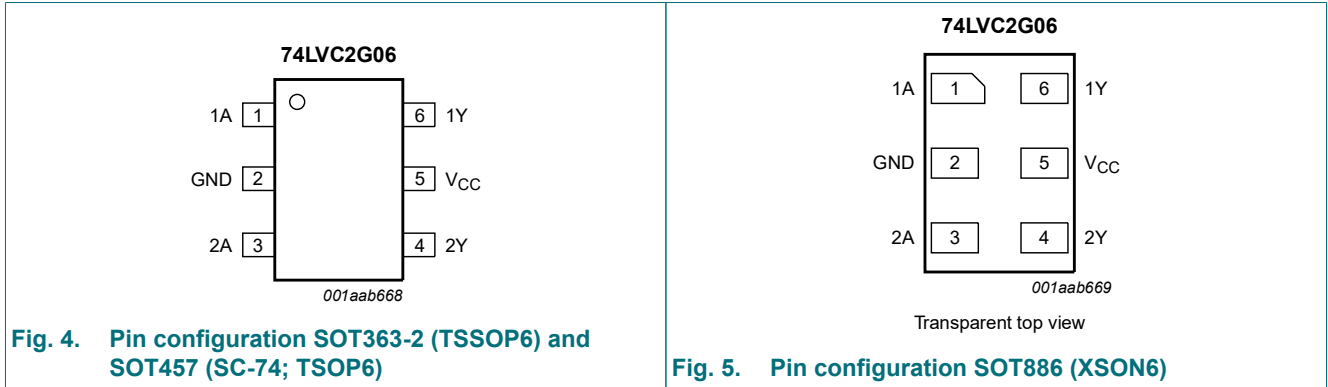 74LVC2G06
1A 1 6 1Y
GND 2 5 VCC
2A 3 4 2Y
001aab668
Fig. 4. Pin configuration SOT363-2 (TSSOP6) and
SOT457 (SC-74; TSOP6)
74LVC2G06
1A 1 6 1Y
GND 2 5 VCC
2A 3 4 2Y
001aab669
Transparent top view
Fig. 5. Pin configuration SOT886 (XSON6)